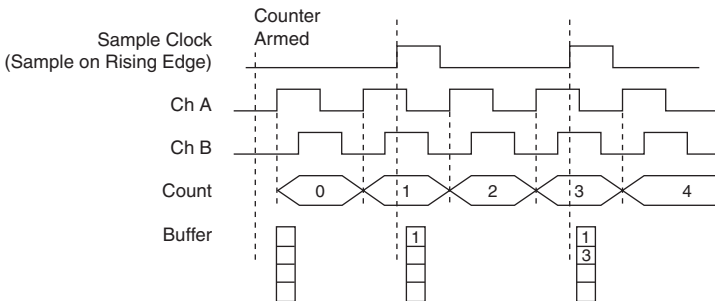 Counter
Armed
Sample Clock
(Sample on Rising Edge)
Ch A
Ch B
Count
0 1 2 3 4
Buffer
1 1
3